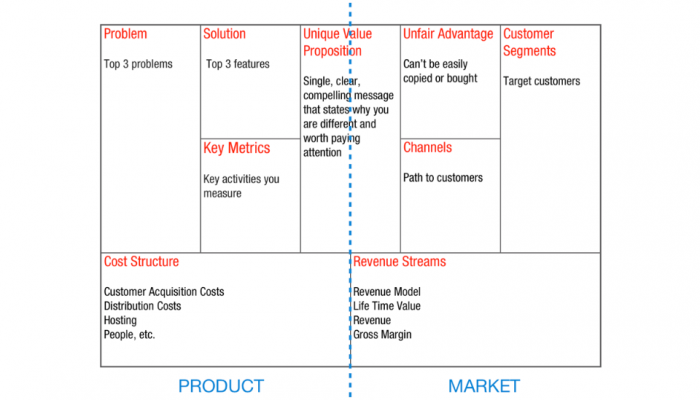 Problem
Top 3 problems
Solution
Top 3 features
Key Metrics
Key activities you
measure
Unique Value
Proposition
Single, clear,
compelling message
that states why you
are different and
worth paying
attention
Unfair Advantage
Can't be easily
copied or bought
Channels
Path to customers
Customer
Segments
Target customers
Cost Structure
Customer Acquisition Costs
Distribution Costs
Hosting
People, etc.
Revenue Streams
Revenue Model
Life Time Value
Revenue
Gross Margin
PRODUCT
MARKET